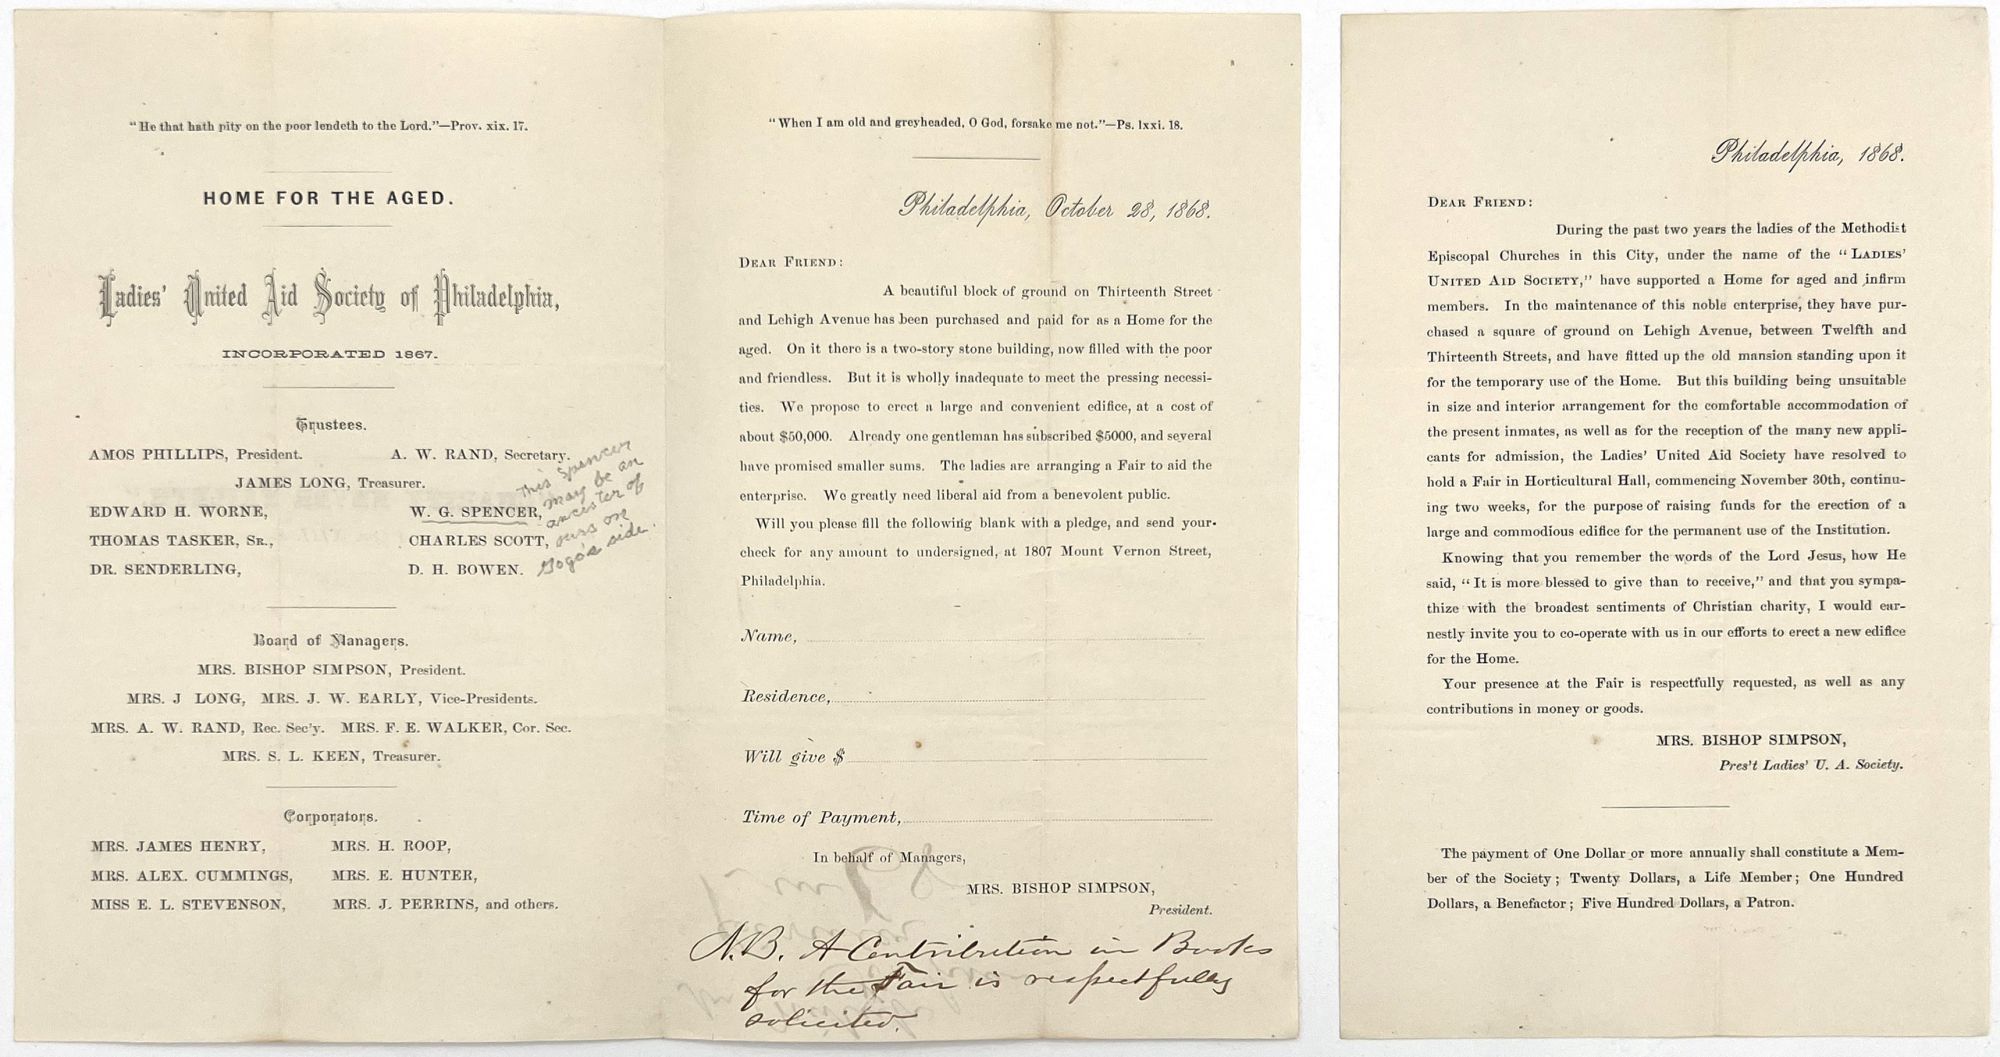 "He that hath pity on the poor lendeth to the Lord."—Prov. xix. 17.
HOME FOR THE AGED.
Ladies' United Aid Society of Philadelphia,
INCORPORATED 1867.
Trustees.
AMOS PHILLIPS, President. A. W. RAND, Secretary.
JAMES LONG, Treasurer.
EDWARD H. WORNE, W. G. SPENCER,
THOMAS TASKER, SR., CHARLES SCOTT,
DR. SENDERLING, D. H. BOWEN.
This Spencer
may be an
ancister of
ours on
Gogo's side.
Board of Managers.
MRS. BISHOP SIMPSON, President.
MRS. J LONG, MRS. J. W. EARLY, Vice-Presidents.
MRS. A. W. RAND, Rec. Sec'y. MRS. F. E. WALKER, Cor. Sec.
MRS. S. L. KEEN, Treasurer.
Corporators.
MRS. JAMES HENRY, MRS. H. ROOP,
MRS. ALEX. CUMMINGS, MRS. E. HUNTER,
MISS E. L. STEVENSON, MRS. J. PERRINS, and others.
"When I am old and greyheaded, O God, forsake me not."—Ps. lxxi. 18.
Philadelphia, October 28, 1868.
DEAR FRIEND:
A beautiful block of ground on Thirteenth Street
and Lehigh Avenue has been purchased and paid for as a Home for the
aged. On it there is a two-story stone building, now filled with the poor
and friendless. But it is wholly inadequate to meet the pressing necessi-
ties. We propose to erect a large and convenient edifice, at a cost of
about $50,000. Already one gentleman has subscribed $5000, and several
have promised smaller sums. The ladies are arranging a Fair to aid the
enterprise. We greatly need liberal aid from a benevolent public.
Will you please fill the following blank with a pledge, and send your
check for any amount to undersigned, at 1807 Mount Vernon Street,
Philadelphia.
Name,
Residence,
Will give $
Time of Payment,
In behalf of Managers,
MRS. BISHOP SIMPSON,
President.
N.B. A Contribution in Books
for the Fair is respectfully
solicited.
Philadelphia, 1868.
DEAR FRIEND:
During the past two years the ladies of the Methodist
Episcopal Churches in this City, under the name of the "LADIES'
UNITED AID SOCIETY," have supported a Home for aged and infirm
members. In the maintenance of this noble enterprise, they have pur-
chased a square of ground on Lehigh Avenue, between Twelfth and
Thirteenth Streets, and have fitted up the old mansion standing upon it
for the temporary use of the Home. But this building being unsuitable
in size and interior arrangement for the comfortable accommodation of
the present inmates, as well as for the reception of the many new appli-
cants for admission, the Ladies' United Aid Society have resolved to
hold a Fair in Horticultural Hall, commencing November 30th, continu-
ing two weeks, for the purpose of raising funds for the erection of a
large and commodious edifice for the permanent use of the Institution.
Knowing that you remember the words of the Lord Jesus, how He
said, "It is more blessed to give than to receive," and that you sympa-
thize with the broadest sentiments of Christian charity, I would ear-
nestly invite you to co-operate with us in our efforts to erect a new edifice
for the Home.
Your presence at the Fair is respectfully requested, as well as any
contributions in money or goods.
MRS. BISHOP SIMPSON,
Pres't Ladies' U. A. Society.
The payment of One Dollar or more annually shall constitute a Mem-
ber of the Society; Twenty Dollars, a Life Member; One Hundred
Dollars, a Benefactor; Five Hundred Dollars, a Patron.